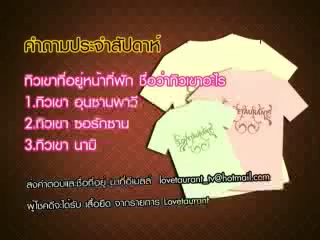 คำถามประจำสัปดาห์
ทิวเขาที่อยู่หน้าที่พัก ชื่อว่าทิวเขาอะไร
1.ทิวเขา อุนซานพาวี
2.ทิวเขา ซอรักซาน
3.ทิวเขา นามิ
ส่งคำตอบและชื่อที่อยู่ มาที่อีเมลล์ lovetaurant_tv@hotmail.com
ผู้โชคดีจะได้รับ เสื้อยืด จากรายการ Lovetaurant